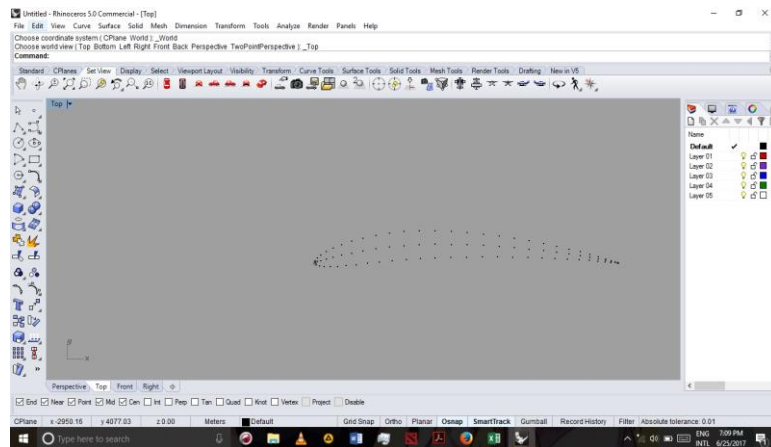 Untitled - Rhinoceros 5.0 Commercial - [Top]
File Edit View Curve Surface Solid Mesh Dimension Transform Tools Analyze Render Panels Help
Choose coordinate system ( CPlane World ): _World
Choose world view ( Top Bottom Left Right Front Back Perspective TwoPointPerspective ): _Top
Command:
Standard CPlanes Set View Display Select Viewport Layout Visibility Transform Curve Tools Surface Tools Solid Tools Mesh Tools Render Tools Drafting New in V5
Top
Name
Default
Layer 01
Layer 02
Layer 03
Layer 04
Layer 05
y
x
Perspective Top Front Right
End Near Point Mid Cen Int Perp Tan Quad Knot Vertex Project Disable
CPlane x -2950.16 y 4077.03 z 0.00 Meters Default Grid Snap Ortho Planar Osnap SmartTrack Gumball Record History Filter Absolute tolerance: 0.01
Type here to search
ENG 7:09 PM
INTL 6/25/2017